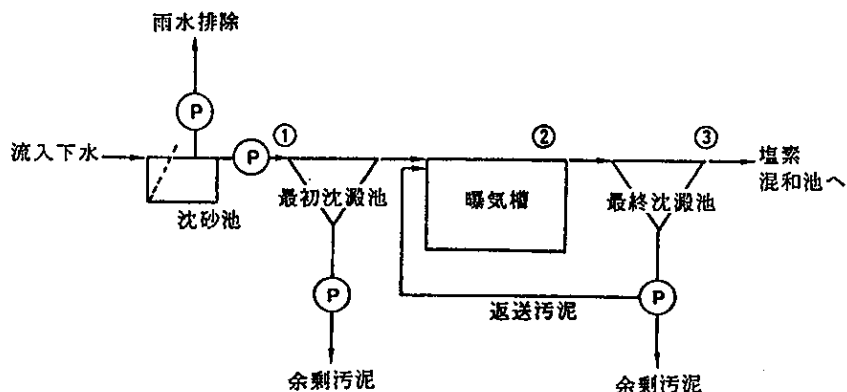 雨水排除
P
流入下水
P
①
②
③
塩素
混和池へ
沈砂池
最初沈澱池
曝気槽
最終沈澱池
P
返送汚泥
P
余剰汚泥
余剰汚泥